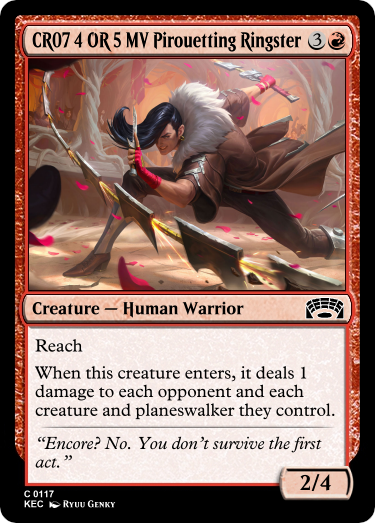 CR07 4 OR 5 MV Pirouetting Ringster 3
Creature — Human Warrior
Reach
When this creature enters, it deals 1
damage to each opponent and each
creature and planeswalker they control.
“Encore? No. You don’t survive the first
act.”
2/4
C 0117
KEC Ryuu Genky